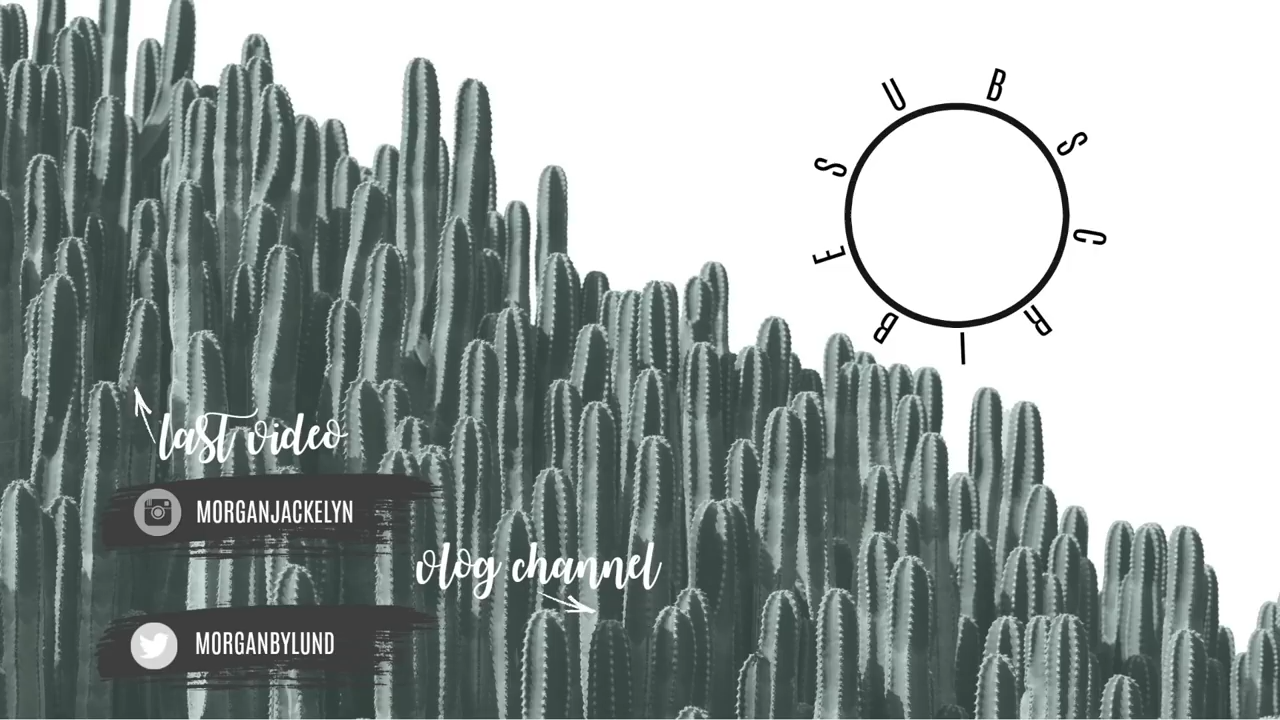 SUBSCRIBE
last video
MORGANJACKELYN
vlog channel
MORGANBYLUND